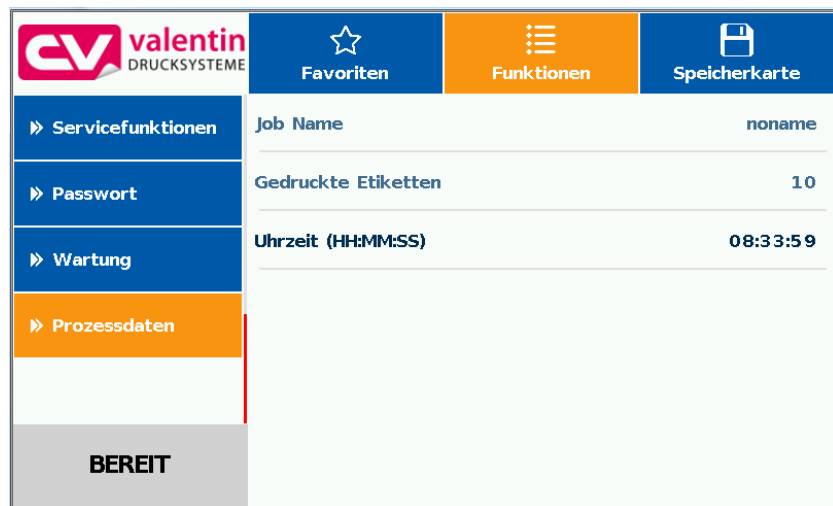 CV. valentin
DRUCKSYSTEME
Favoriten
Funktionen
Speicherkarte
Servicefunktionen
Passwort
Wartung
Prozessdaten
BEREIT
Job Name noname
Gedruckte Etiketten 10
Uhrzeit (HH:MM:SS) 08:33:59